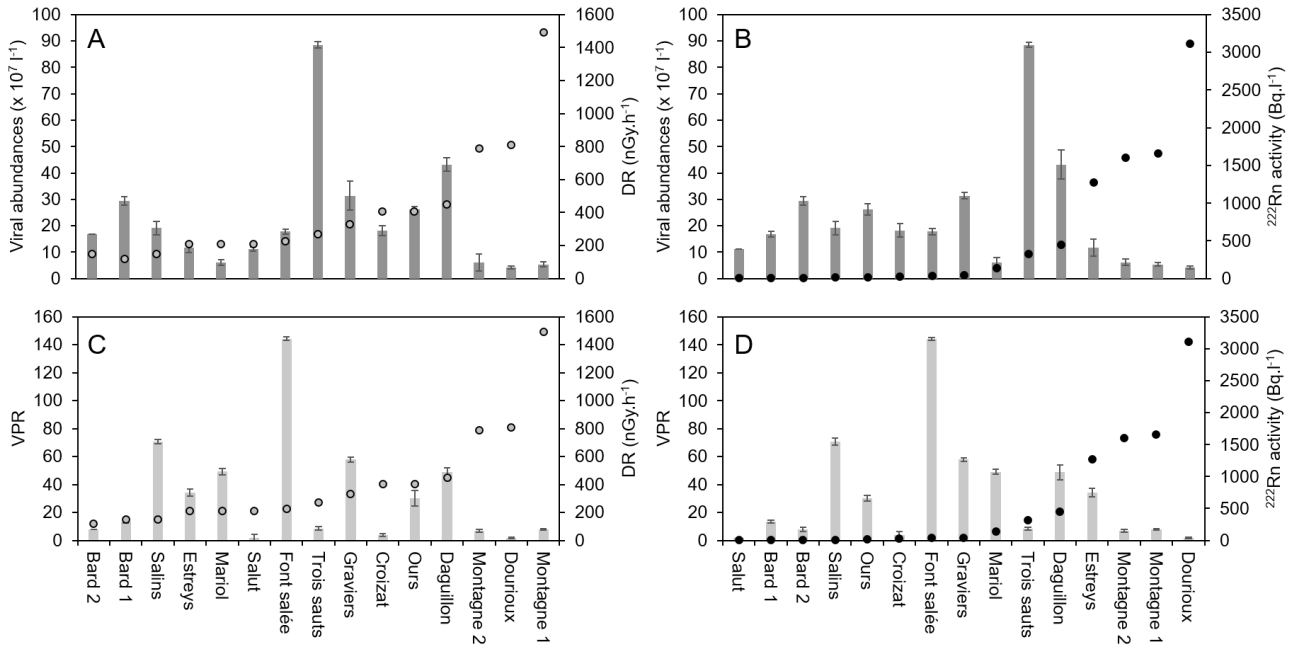 A
Viral abundances (x 10⁷ l⁻¹)
100
90
80
70
60
50
40
30
20
10
0
1600
1400
1200
1000
800
600
400
200
0
DR (nGy.h⁻¹)
B
Viral abundances (x 10⁷ l⁻¹)
100
90
80
70
60
50
40
30
20
10
0
3500
3000
2500
2000
1500
1000
500
0
²²²Rn activity (Bq.l⁻¹)
C
VPR
160
140
120
100
80
60
40
20
0
1600
1400
1200
1000
800
600
400
200
0
DR (nGy.h⁻¹)
Bard 2
Bard 1
Salins
Estreys
Mariol
Salut
Font salée
Trois sauts
Graviers
Croizat
Ours
Daguillon
Montagne 2
Dourioux
Montagne 1
D
VPR
160
140
120
100
80
60
40
20
0
3500
3000
2500
2000
1500
1000
500
0
²²²Rn activity (Bq.l⁻¹)
Salut
Bard 1
Bard 2
Salins
Ours
Croizat
Font salée
Graviers
Mariol
Trois sauts
Daguillon
Estreys
Montagne 2
Montagne 1
Dourioux